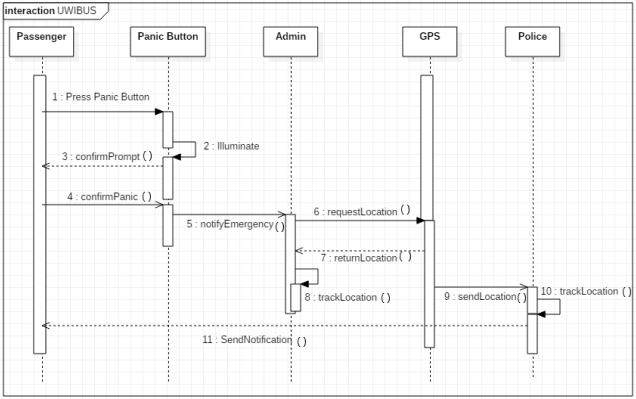 interaction UWIBUS
Passenger
Panic Button
Admin
GPS
Police
1 : Press Panic Button
2 : Illuminate
3 : confirmPrompt ()
4 : confirmPanic ()
5 : notifyEmergency ()
6 : requestLocation ()
7 : returnLocation ()
8 : trackLocation ()
9 : sendLocation ()
10 : trackLocation ()
11 : SendNotification ()